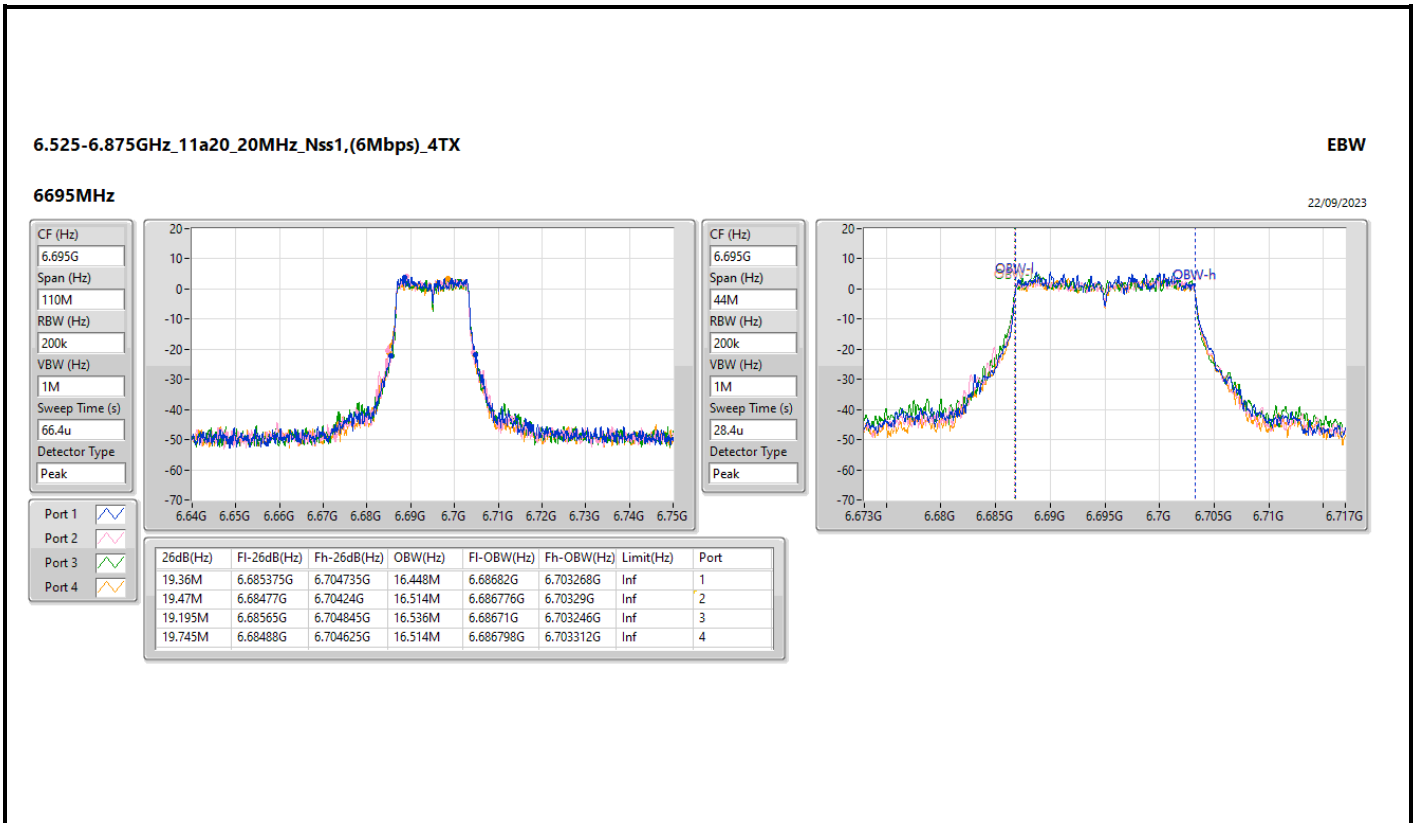 6.525-6.875GHz_11a20_20MHz_Nss1,(6Mbps)_4TX EBW
6695MHz 22/09/2023
CF (Hz)
6.695G
Span (Hz)
110M
RBW (Hz)
200k
VBW (Hz)
1M
Sweep Time (s)
66.4u
Detector Type
Peak
Port 1
Port 2
Port 3
Port 4
20
10
0
-10
-20
-30
-40
-50
-60
-70
6.64G 6.65G 6.66G 6.67G 6.68G 6.69G 6.7G 6.71G 6.72G 6.73G 6.74G 6.75G
CF (Hz)
6.695G
Span (Hz)
44M
RBW (Hz)
200k
VBW (Hz)
1M
Sweep Time (s)
28.4u
Detector Type
Peak
20
10
0
-10
-20
-30
-40
-50
-60
-70
OBW-l OBW-h
6.673G 6.68G 6.685G 6.69G 6.695G 6.7G 6.705G 6.71G 6.717G
26dB(Hz) Fl-26dB(Hz) Fh-26dB(Hz) OBW(Hz) Fl-OBW(Hz) Fh-OBW(Hz) Limit(Hz) Port
19.36M 6.685375G 6.704735G 16.448M 6.68682G 6.703268G Inf 1
19.47M 6.68477G 6.70424G 16.514M 6.686776G 6.70329G Inf 2
19.195M 6.68565G 6.704845G 16.536M 6.68671G 6.703246G Inf 3
19.745M 6.68488G 6.704625G 16.514M 6.686798G 6.703312G Inf 4